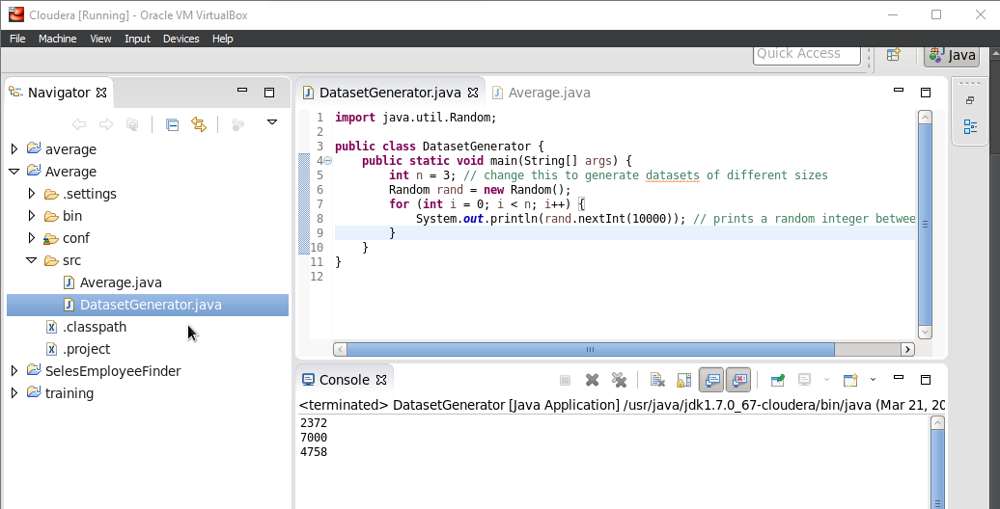 Cloudera [Running] - Oracle VM VirtualBox
File Machine View Input Devices Help
Quick Access
Java
Navigator
average
Average
.settings
bin
conf
src
Average.java
DatasetGenerator.java
.classpath
.project
SelesEmployeeFinder
training
DatasetGenerator.java Average.java
1 import java.util.Random;
2
3 public class DatasetGenerator {
4 public static void main(String[] args) {
5 int n = 3; // change this to generate datasets of different sizes
6 Random rand = new Random();
7 for (int i = 0; i < n; i++) {
8 System.out.println(rand.nextInt(10000)); // prints a random integer betwee
9 }
10 }
11 }
12
Console
<terminated> DatasetGenerator [Java Application] /usr/java/jdk1.7.0_67-cloudera/bin/java (Mar 21, 20
2372
7000
4758